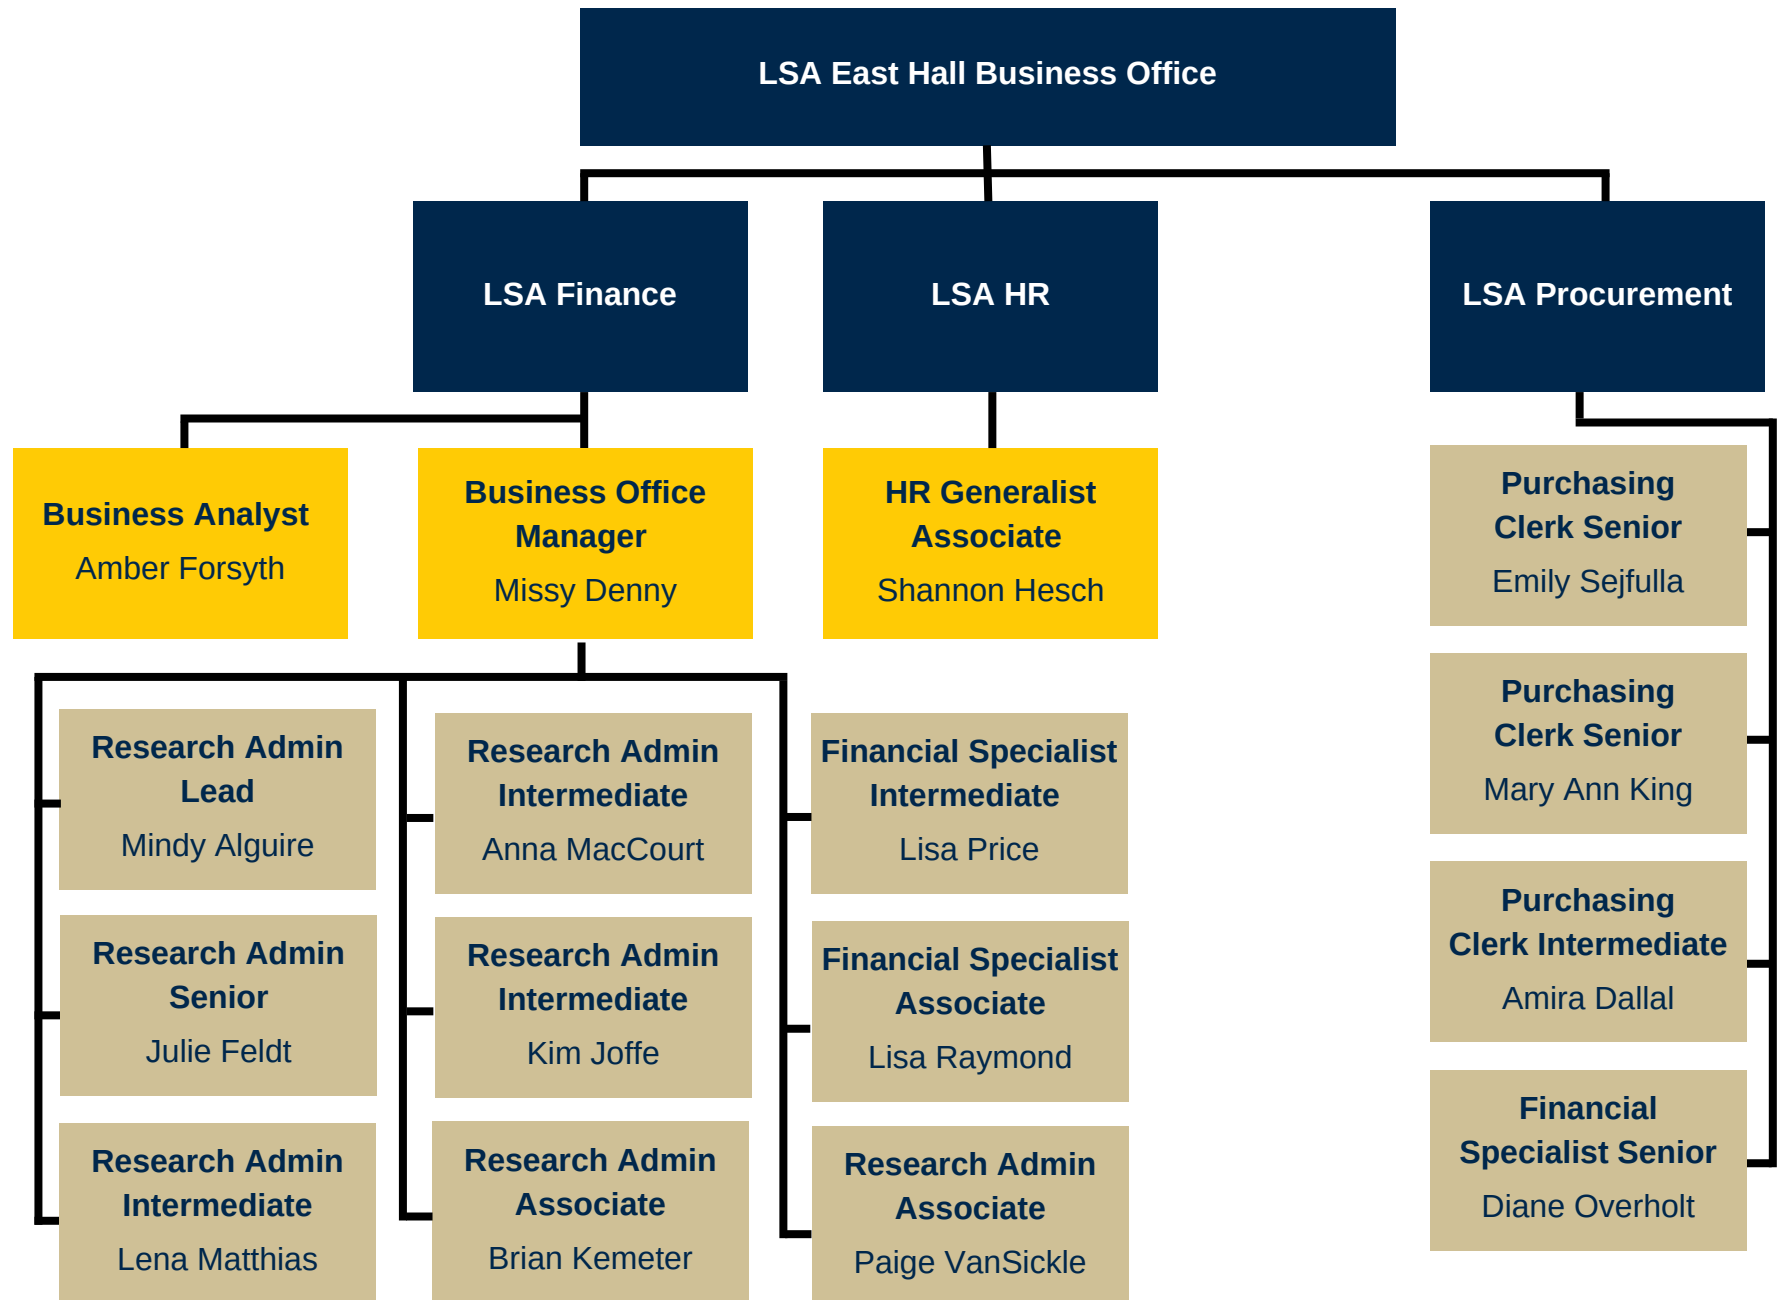 LSA East Hall Business Office
LSA Finance
LSA HR
LSA Procurement
Business Analyst
Amber Forsyth
Business Office
Manager
Missy Denny
HR Generalist
Associate
Shannon Hesch
Research Admin
Lead
Mindy Alguire
Research Admin
Senior
Julie Feldt
Research Admin
Intermediate
Lena Matthias
Research Admin
Intermediate
Anna MacCourt
Research Admin
Intermediate
Kim Joffe
Research Admin
Associate
Brian Kemeter
Financial Specialist
Intermediate
Lisa Price
Financial Specialist
Associate
Lisa Raymond
Research Admin
Associate
Paige VanSickle
Purchasing
Clerk Senior
Emily Sejfulla
Purchasing
Clerk Senior
Mary Ann King
Purchasing
Clerk Intermediate
Amira Dallal
Financial
Specialist Senior
Diane Overholt